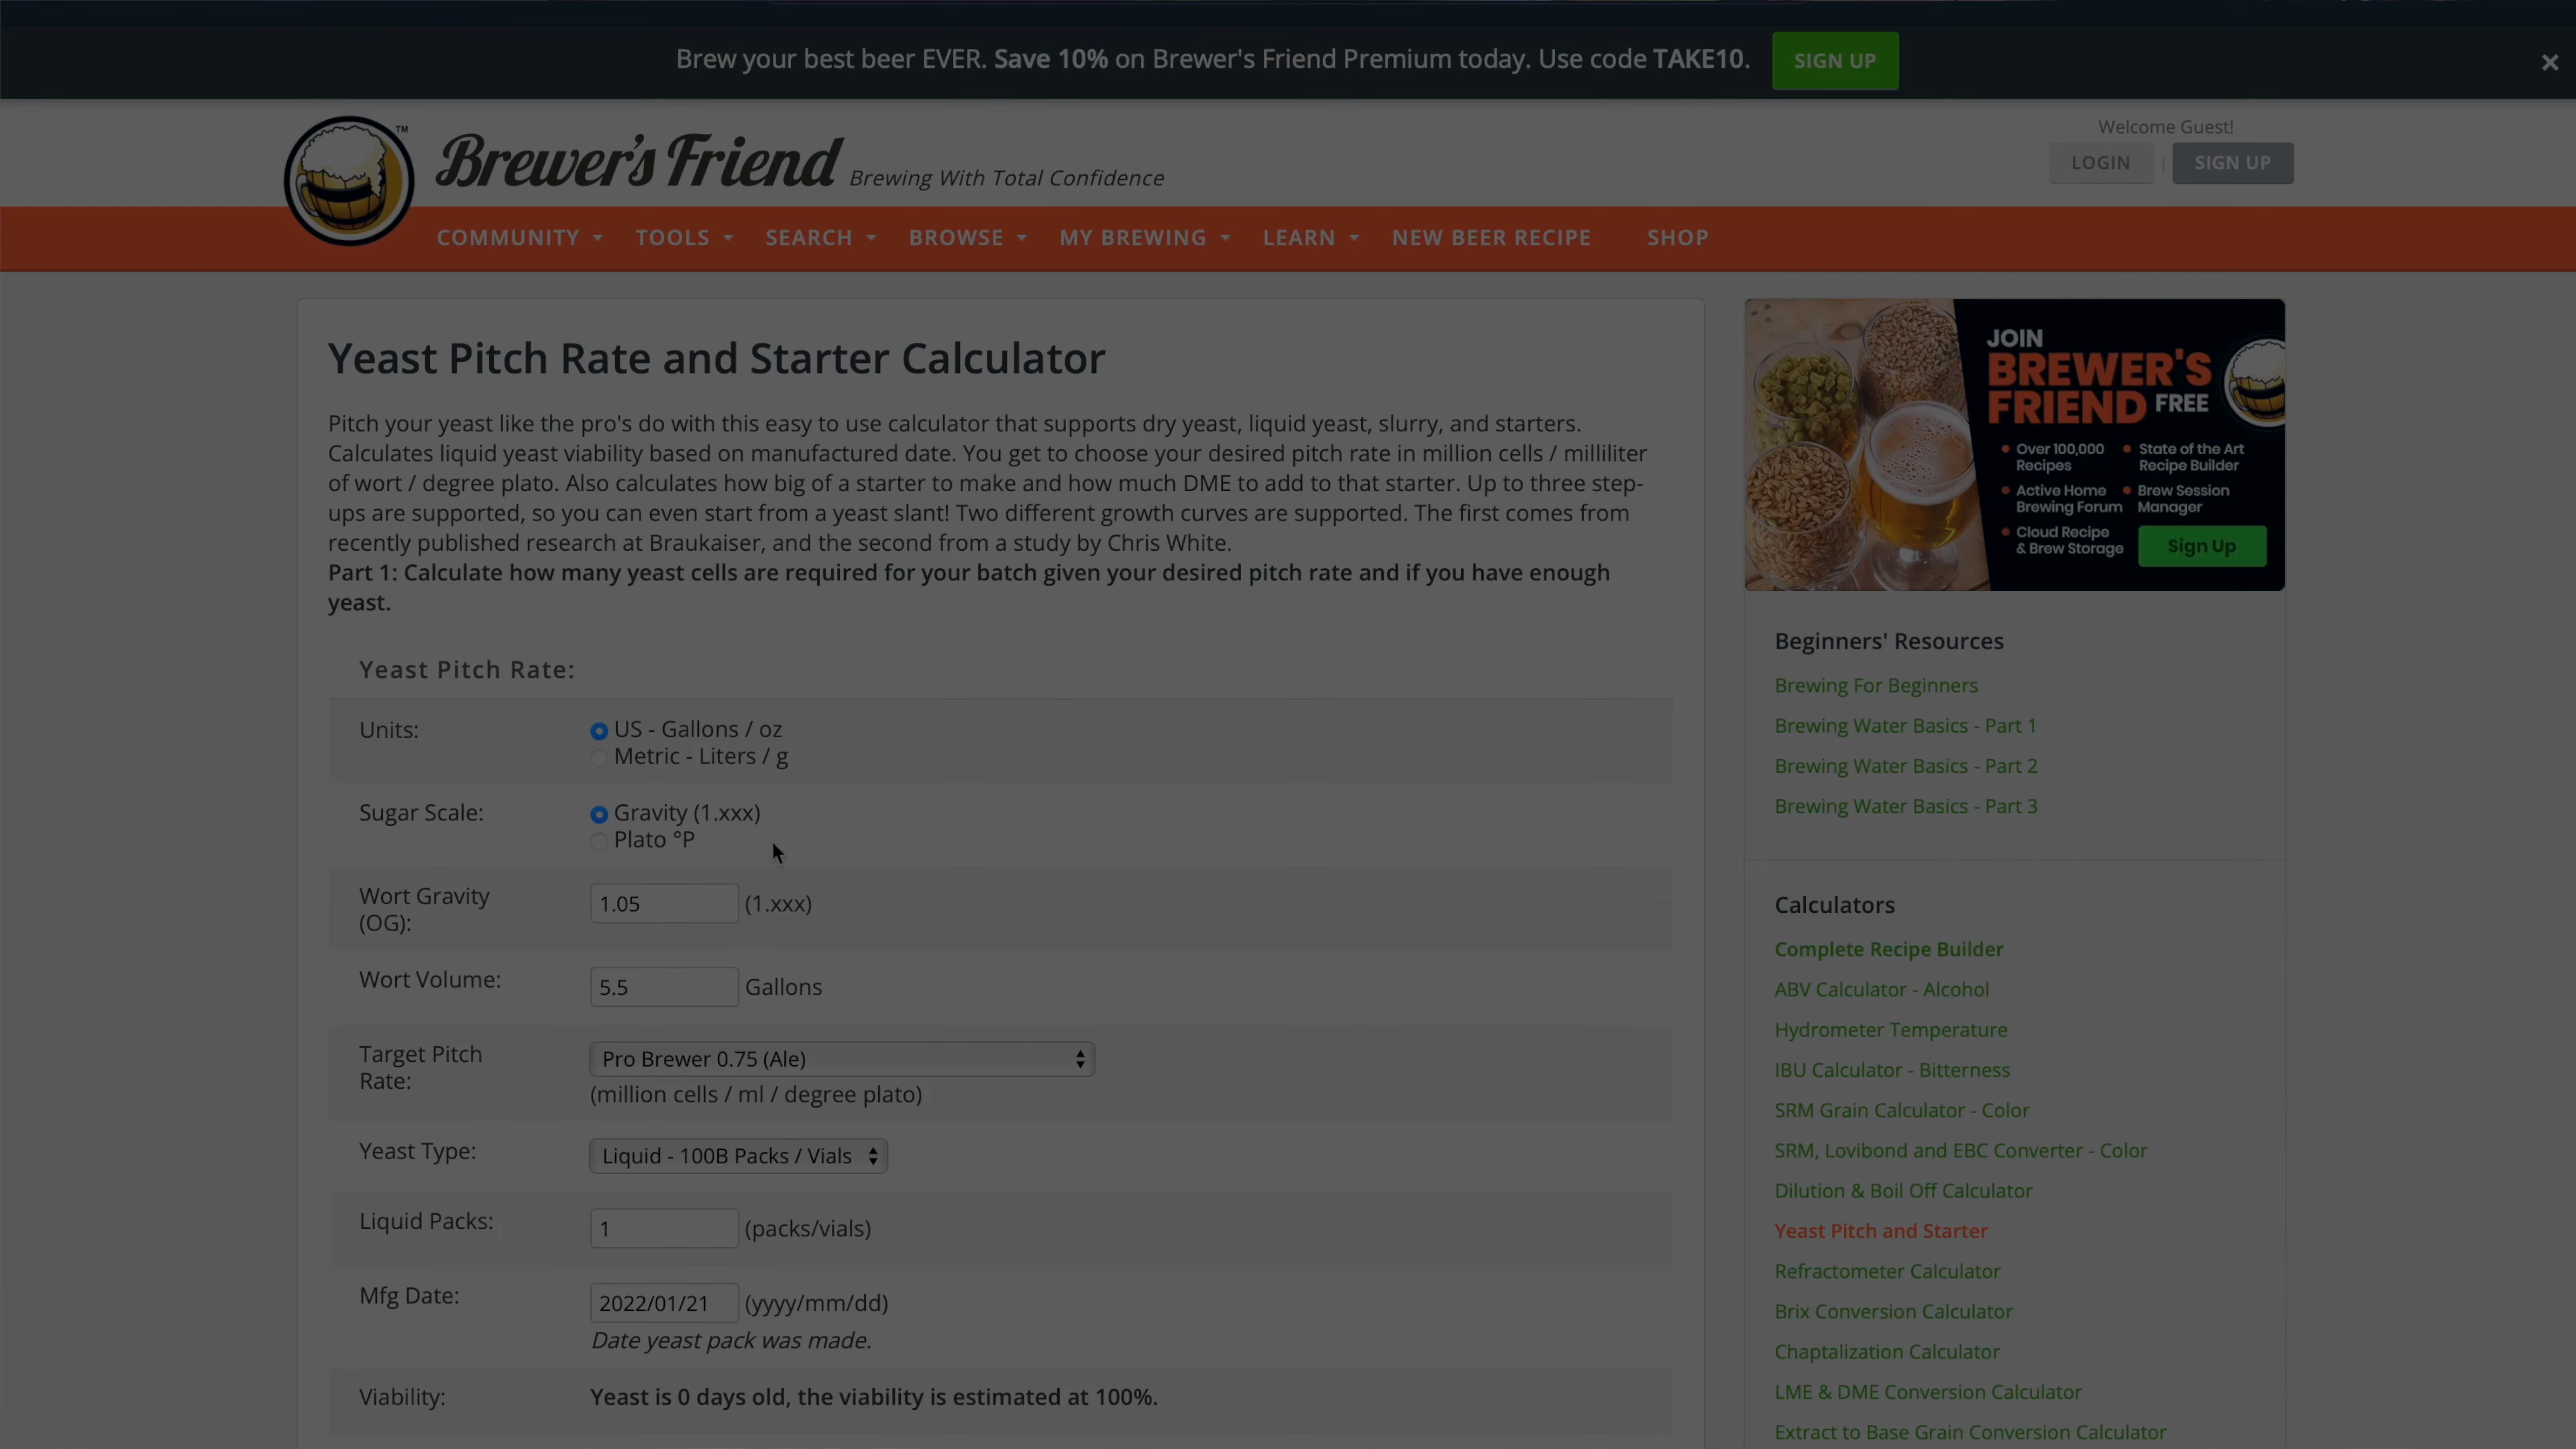 Brew your best beer EVER. Save 10% on Brewer's Friend Premium today. Use code TAKE10. SIGN UP ×
Brewer's Friend ™ Brewing With Total Confidence
Welcome Guest!
LOGIN | SIGN UP
COMMUNITY TOOLS SEARCH BROWSE MY BREWING LEARN NEW BEER RECIPE SHOP
Yeast Pitch Rate and Starter Calculator
Pitch your yeast like the pro's do with this easy to use calculator that supports dry yeast, liquid yeast, slurry, and starters.
Calculates liquid yeast viability based on manufactured date. You get to choose your desired pitch rate in million cells / milliliter
of wort / degree plato. Also calculates how big of a starter to make and how much DME to add to that starter. Up to three step-
ups are supported, so you can even start from a yeast slant! Two different growth curves are supported. The first comes from
recently published research at Braukaiser, and the second from a study by Chris White.
Part 1: Calculate how many yeast cells are required for your batch given your desired pitch rate and if you have enough
yeast.
Yeast Pitch Rate:
Units:
US - Gallons / oz
Metric - Liters / g
Sugar Scale:
Gravity (1.xxx)
Plato °P
Wort Gravity
(OG):
1.05 (1.xxx)
Wort Volume:
5.5 Gallons
Target Pitch
Rate:
Pro Brewer 0.75 (Ale)
(million cells / ml / degree plato)
Yeast Type:
Liquid - 100B Packs / Vials
Liquid Packs:
1 (packs/vials)
Mfg Date:
2022/01/21 (yyyy/mm/dd)
Date yeast pack was made.
Viability:
Yeast is 0 days old, the viability is estimated at 100%.
JOIN
BREWER'S
FRIEND FREE
Over 100,000
Recipes
State of the Art
Recipe Builder
Active Home
Brewing Forum
Brew Session
Manager
Cloud Recipe
& Brew Storage
Sign Up
Beginners' Resources
Brewing For Beginners
Brewing Water Basics - Part 1
Brewing Water Basics - Part 2
Brewing Water Basics - Part 3
Calculators
Complete Recipe Builder
ABV Calculator - Alcohol
Hydrometer Temperature
IBU Calculator - Bitterness
SRM Grain Calculator - Color
SRM, Lovibond and EBC Converter - Color
Dilution & Boil Off Calculator
Yeast Pitch and Starter
Refractometer Calculator
Brix Conversion Calculator
Chaptalization Calculator
LME & DME Conversion Calculator
Extract to Base Grain Conversion Calculator